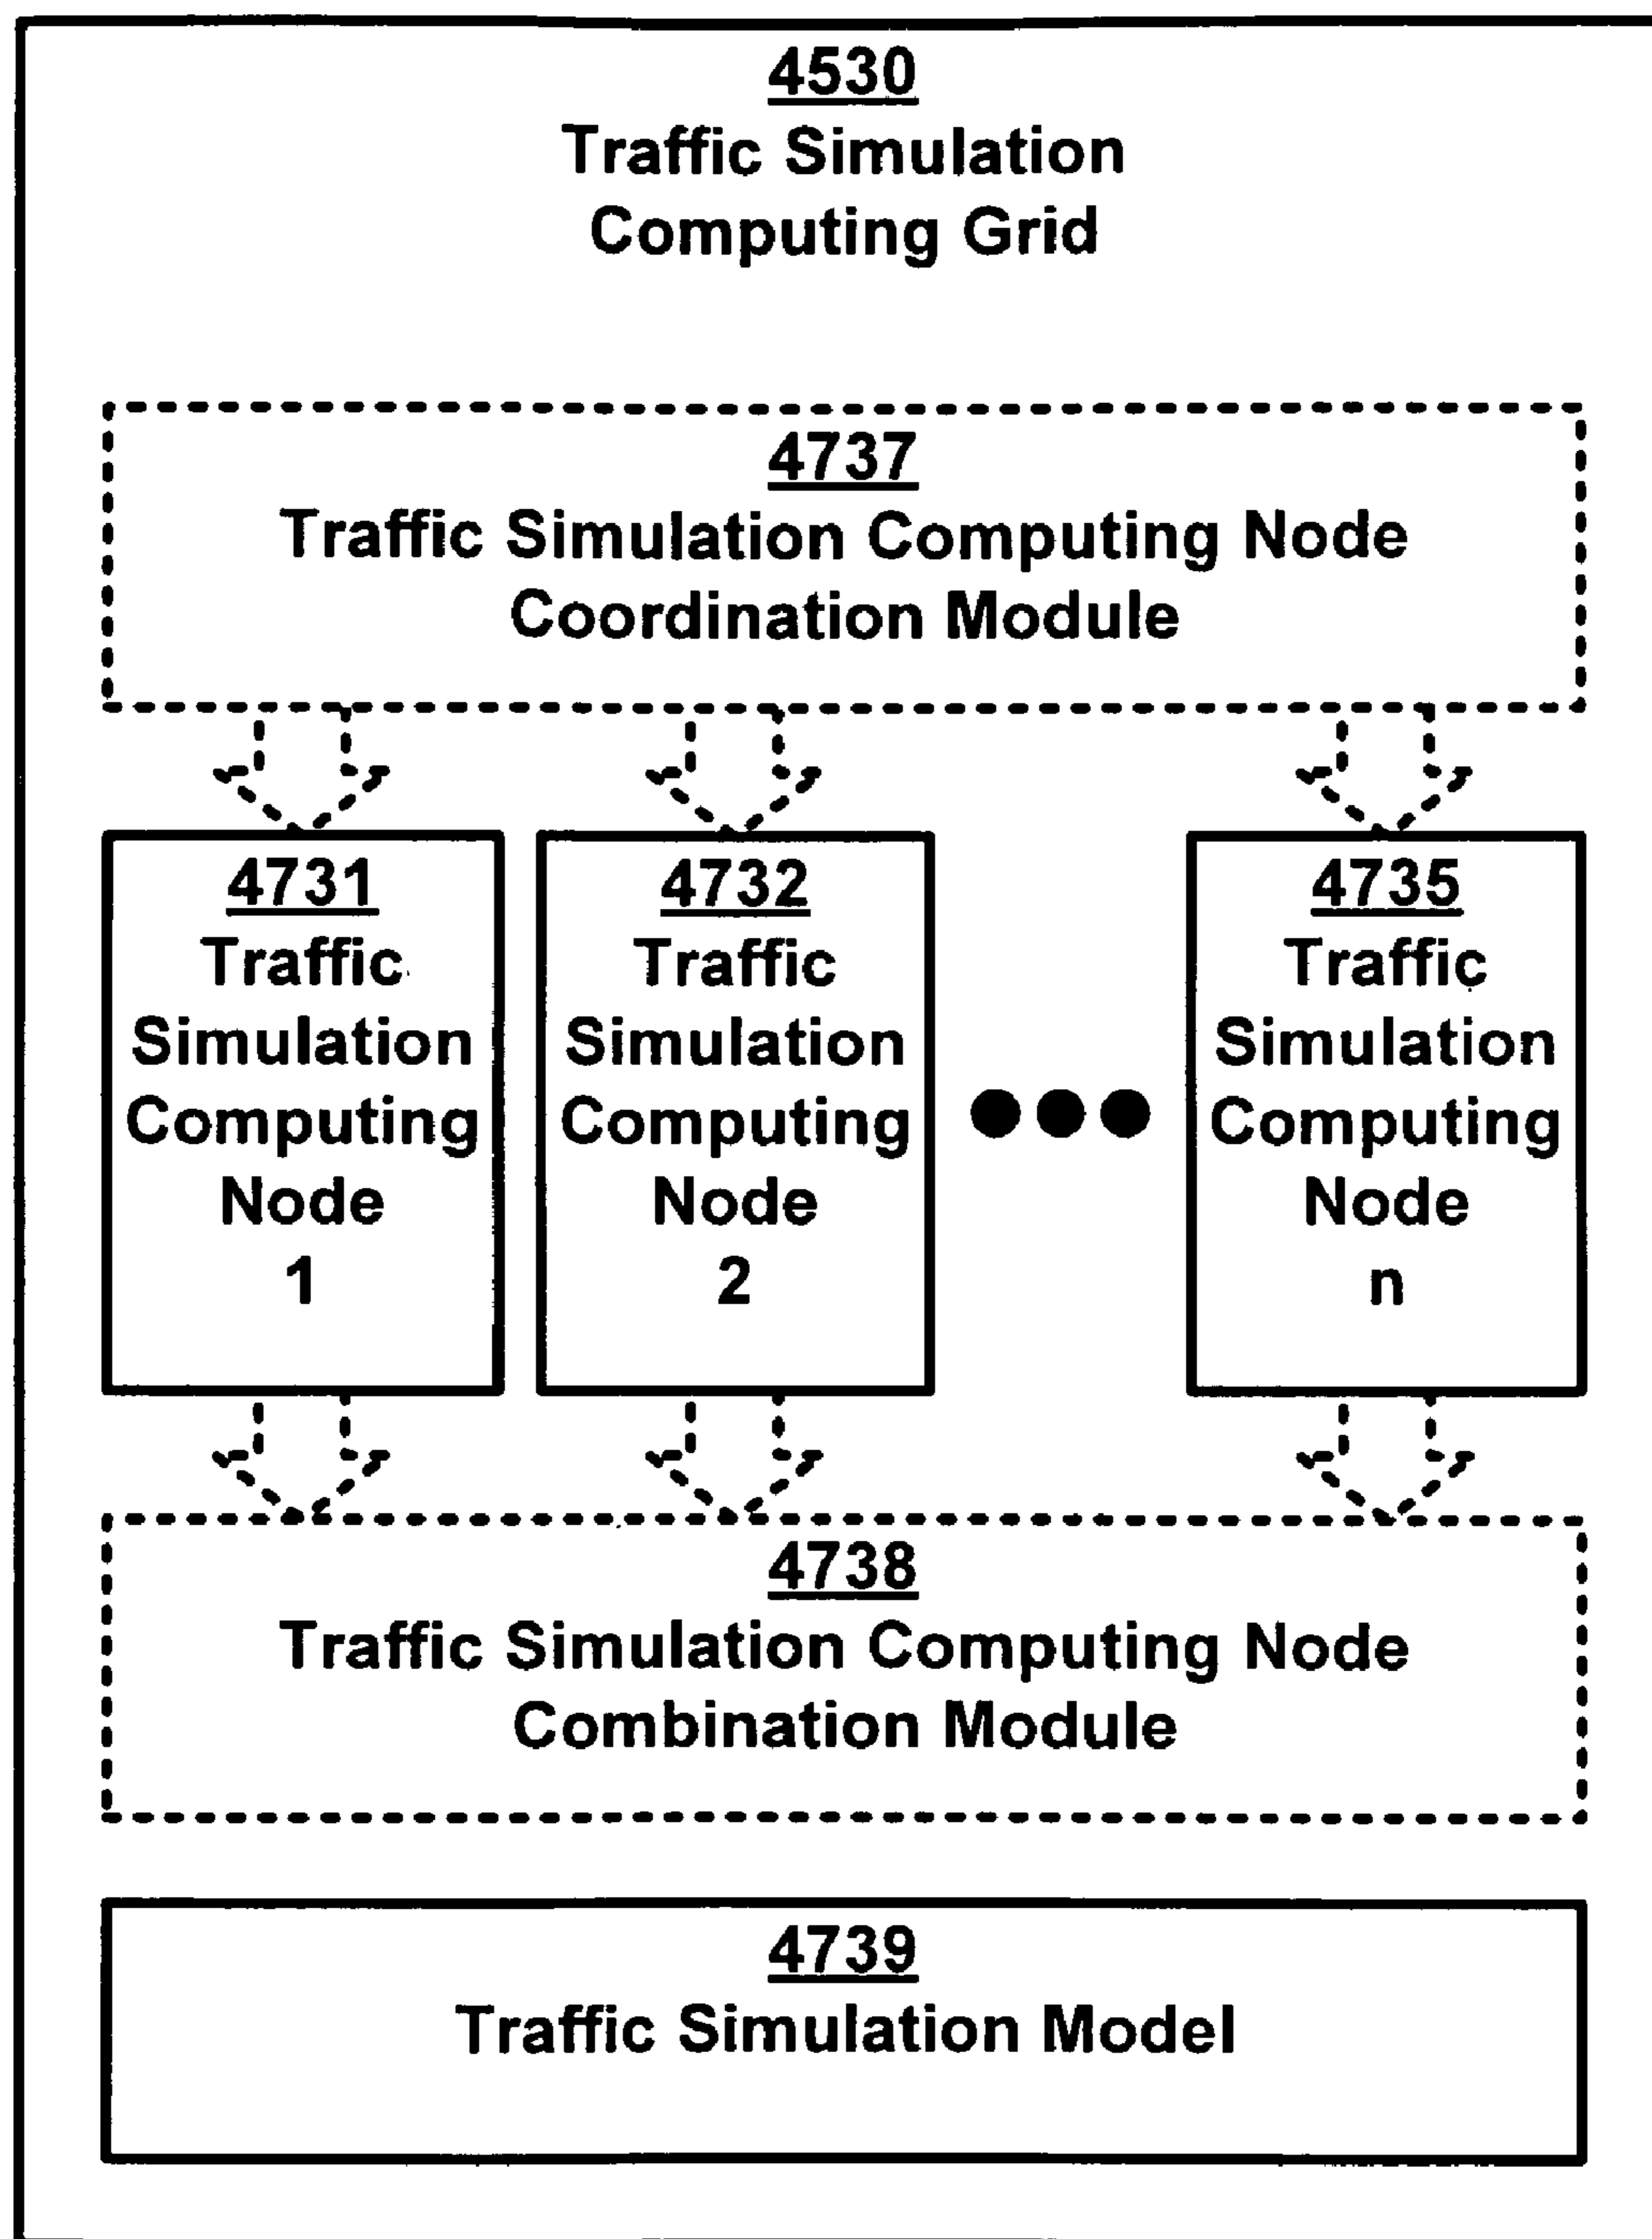 4530
Traffic Simulation
Computing Grid
4737
Traffic Simulation Computing Node
Coordination Module
4731
Traffic
Simulation
Computing
Node
1
4732
Traffic
Simulation
Computing
Node
2
4735
Traffic
Simulation
Computing
Node
n
4738
Traffic Simulation Computing Node
Combination Module
4739
Traffic Simulation Model